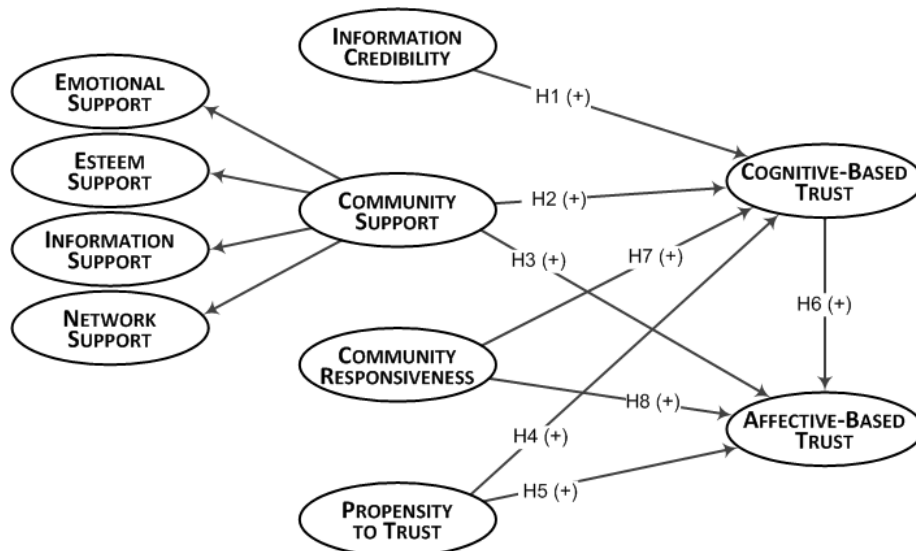 INFORMATION
CREDIBILITY
EMOTIONAL
SUPPORT
H1 (+)
ESTEEM
SUPPORT
COGNITIVE-BASED
TRUST
COMMUNITY
SUPPORT
H2 (+)
INFORMATION
SUPPORT
H3 (+)
H7 (+)
NETWORK
SUPPORT
H6 (+)
COMMUNITY
RESPONSIVENESS
H8 (+)
AFFECTIVE-BASED
TRUST
H4 (+)
H5 (+)
PROPENSITY
TO TRUST